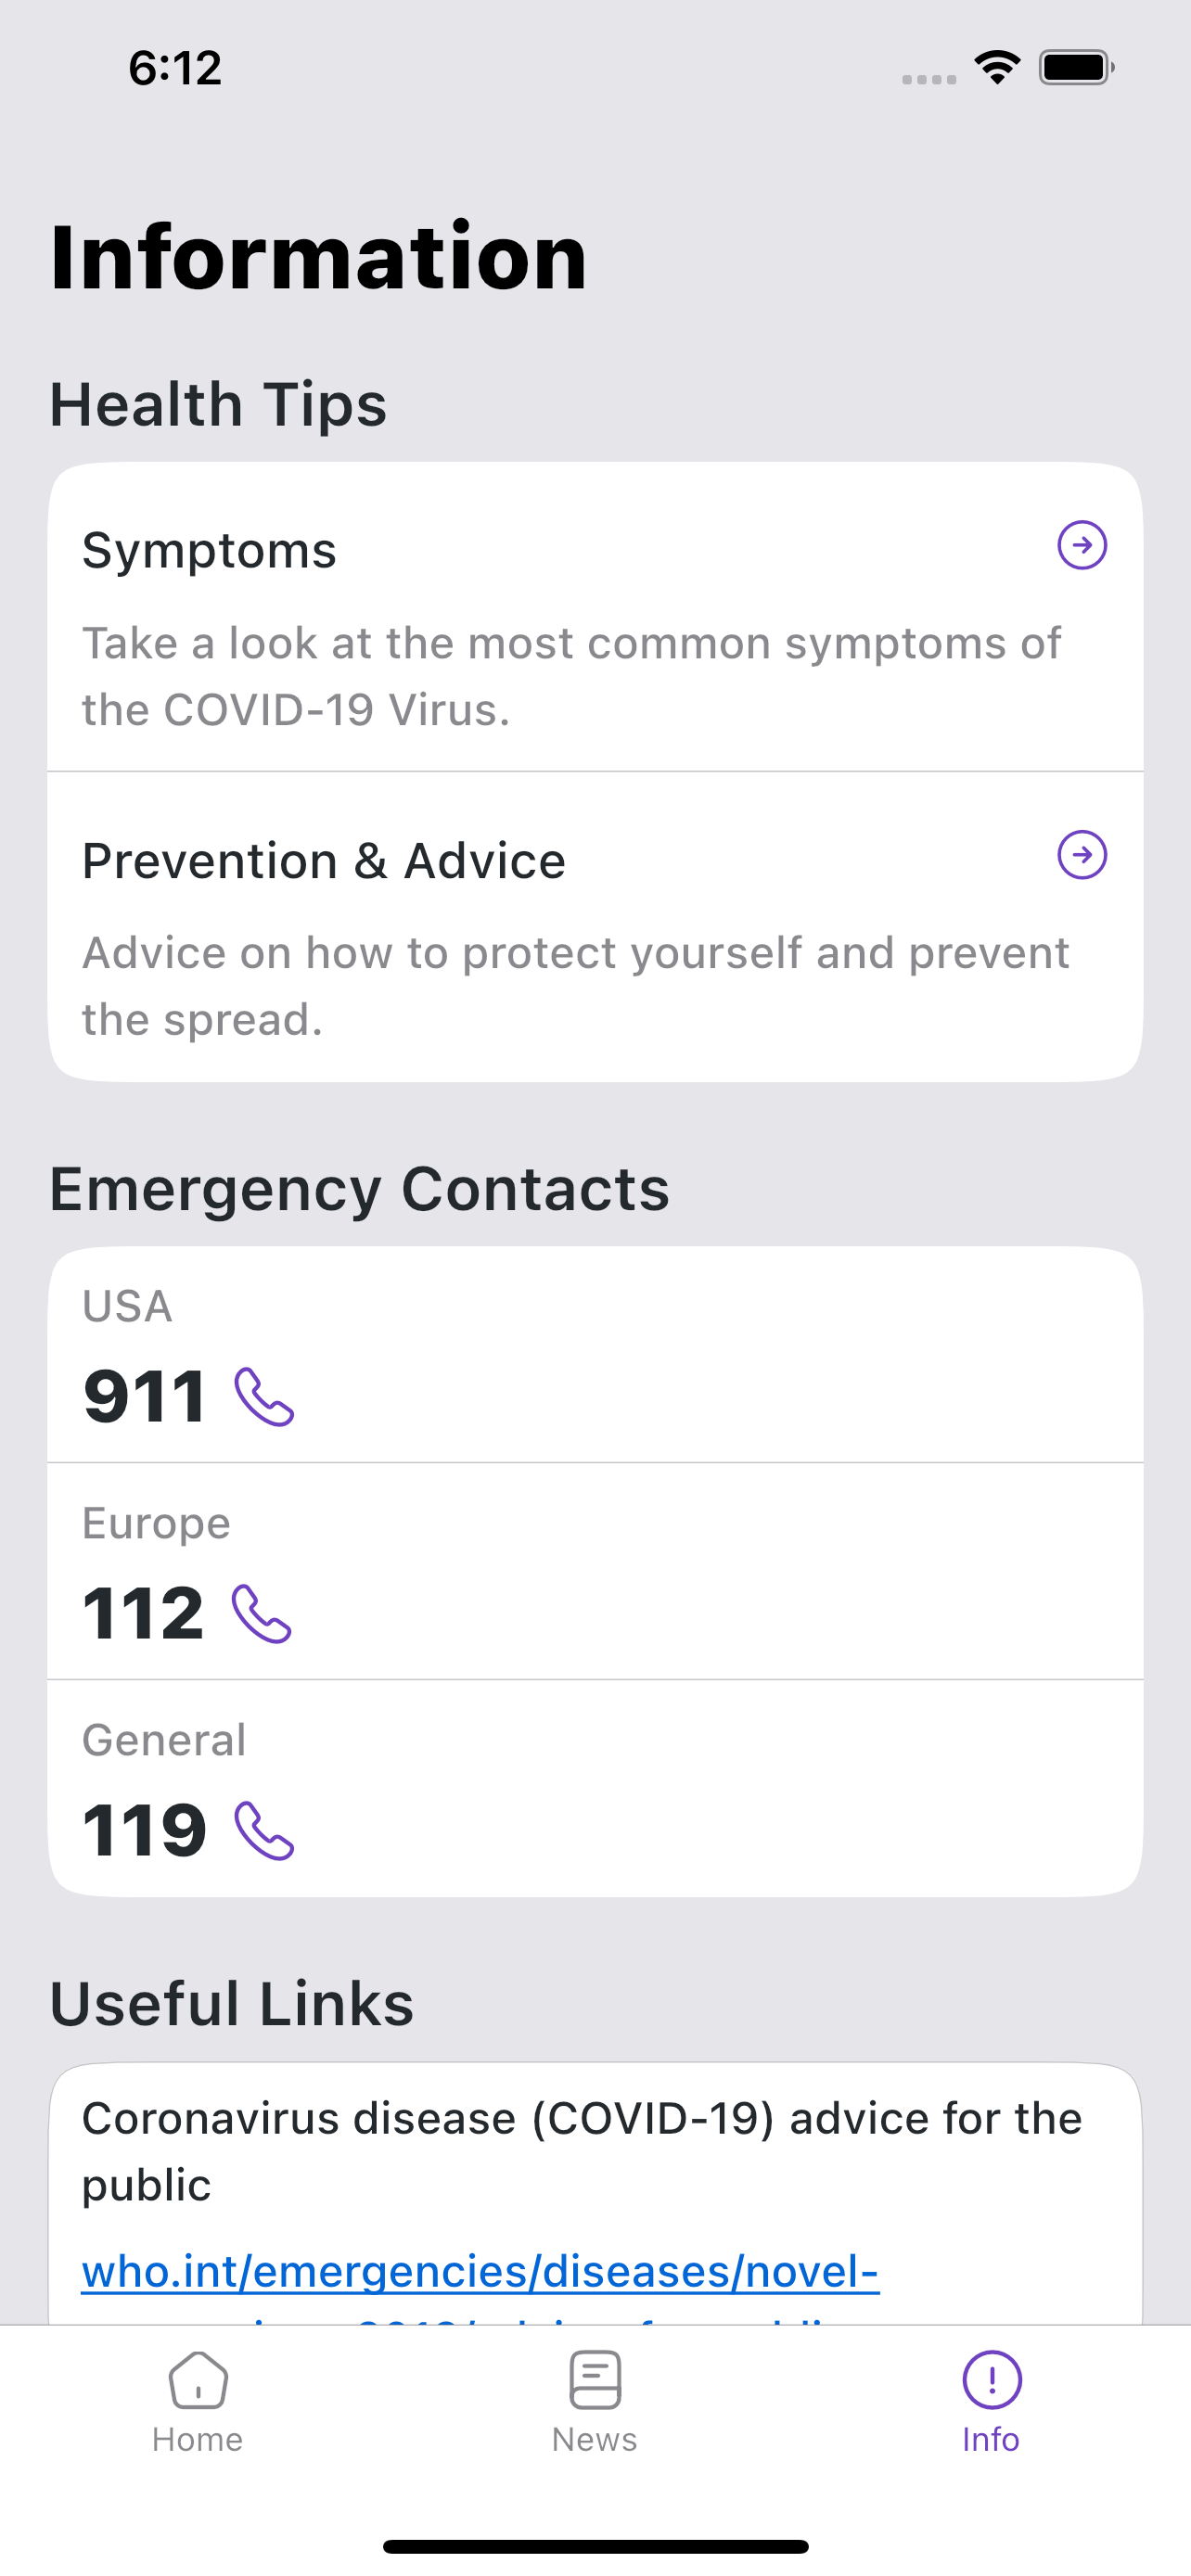 6:12
Information
Health Tips
Symptoms
Take a look at the most common symptoms of
the COVID-19 Virus.
Prevention & Advice
Advice on how to protect yourself and prevent
the spread.
Emergency Contacts
USA
911
Europe
112
General
119
Useful Links
Coronavirus disease (COVID-19) advice for the
public
who.int/emergencies/diseases/novel-
Home
News
Info